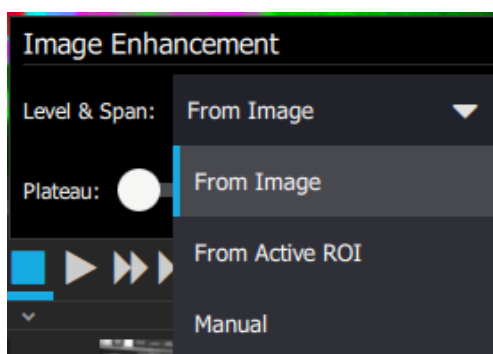 Image Enhancement
Level & Span: From Image
From Image
Plateau:
From Active ROI
Manual